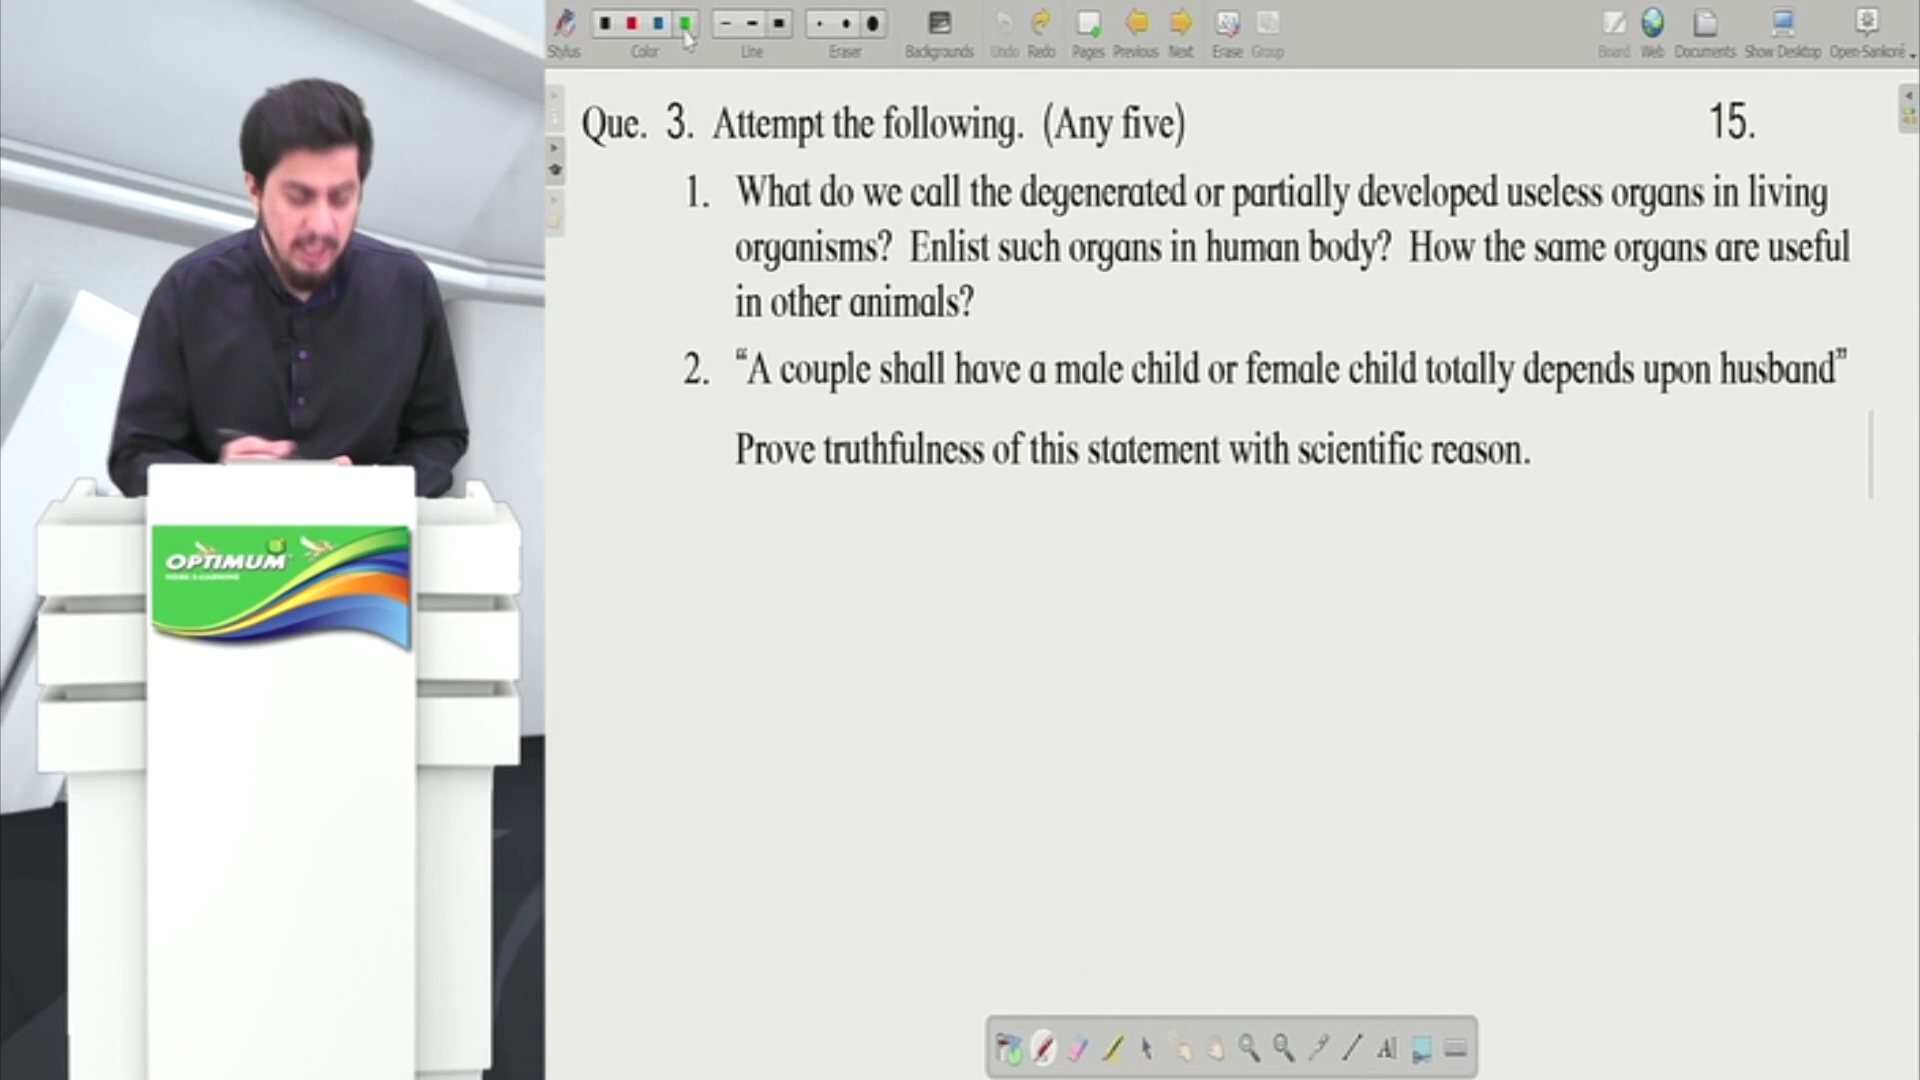 Stylus Color Line Eraser Backgrounds Undo Redo Pages Previous Next Erase Group Board Web Documents Show Desktop Open-Sankoré
Que. 3. Attempt the following. (Any five) 15.
1. What do we call the degenerated or partially developed useless organs in living
organisms? Enlist such organs in human body? How the same organs are useful
in other animals?
2. “A couple shall have a male child or female child totally depends upon husband”
Prove truthfulness of this statement with scientific reason.
OPTIMUM